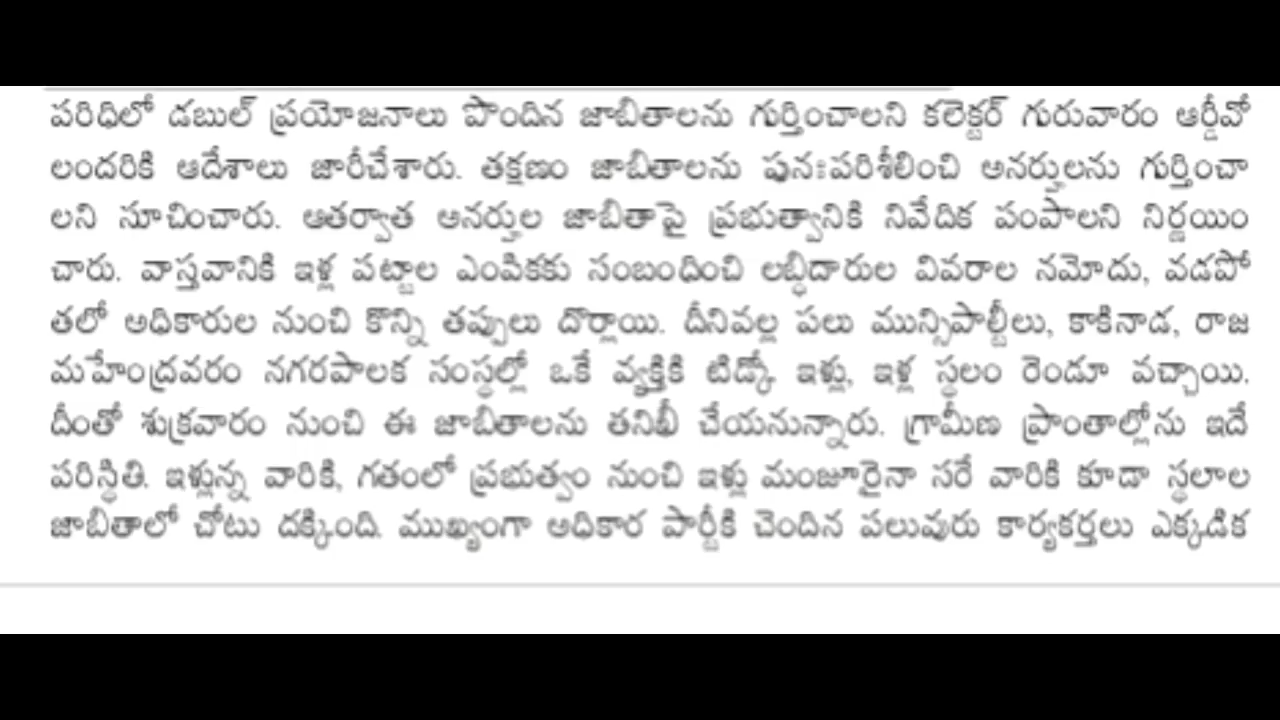 పరిధిలో డబుల్ ప్రయోజనాలు పొందిన జాబితాలను గుర్తించాలని కలెక్టర్ గురువారం ఆర్డీవో
లందరికి ఆదేశాలు జారీచేశారు. తక్షణం జాబితాలను పునఃపరిశీలించి అనర్హులను గుర్తించా
లని సూచించారు. ఆతర్వాత అనర్హుల జాబితాపై ప్రభుత్వానికి నివేదిక పంపాలని నిర్ణయిం
చారు. వాస్తవానికి ఇళ్ల పట్టాల ఎంపికకు సంబంధించి లబ్ధిదారుల వివరాల నమోదు, వడపో
తలో అధికారుల నుంచి కొన్ని తప్పులు దొర్లాయి. దీనివల్ల పలు మున్సిపాల్టీలు, కాకినాడ, రాజ
మహేంద్రవరం నగరపాలక సంస్థల్లో ఒకే వ్యక్తికి టిడ్కో ఇళ్లు, ఇళ్ల స్థలం రెండూ వచ్చాయి.
దీంతో శుక్రవారం నుంచి ఈ జాబితాలను తనిఖీ చేయనున్నారు. గ్రామీణ ప్రాంతాల్లోను ఇదే
పరిస్థితి. ఇళ్లున్న వారికి, గతంలో ప్రభుత్వం నుంచి ఇళ్లు మంజూరైనా సరే వారికి కూడా స్థలాల
జాబితాలో చోటు దక్కింది. ముఖ్యంగా అధికార పార్టీకి చెందిన పలువురు కార్యకర్తలు ఎక్కడిక